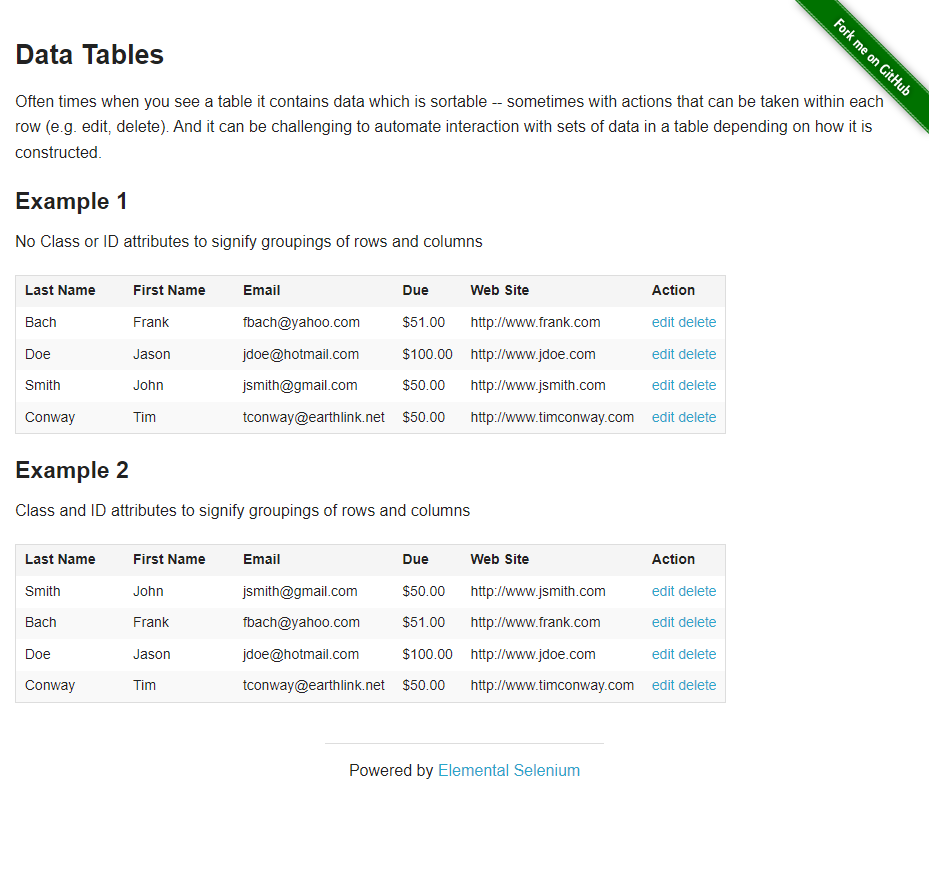 Fork me on GitHub
Data Tables
Often times when you see a table it contains data which is sortable -- sometimes with actions that can be taken within each
row (e.g. edit, delete). And it can be challenging to automate interaction with sets of data in a table depending on how it is
constructed.
Example 1
No Class or ID attributes to signify groupings of rows and columns
Last Name First Name Email Due Web Site Action
Bach Frank fbach@yahoo.com $51.00 http://www.frank.com edit delete
Doe Jason jdoe@hotmail.com $100.00 http://www.jdoe.com edit delete
Smith John jsmith@gmail.com $50.00 http://www.jsmith.com edit delete
Conway Tim tconway@earthlink.net $50.00 http://www.timconway.com edit delete
Example 2
Class and ID attributes to signify groupings of rows and columns
Last Name First Name Email Due Web Site Action
Smith John jsmith@gmail.com $50.00 http://www.jsmith.com edit delete
Bach Frank fbach@yahoo.com $51.00 http://www.frank.com edit delete
Doe Jason jdoe@hotmail.com $100.00 http://www.jdoe.com edit delete
Conway Tim tconway@earthlink.net $50.00 http://www.timconway.com edit delete
Powered by Elemental Selenium